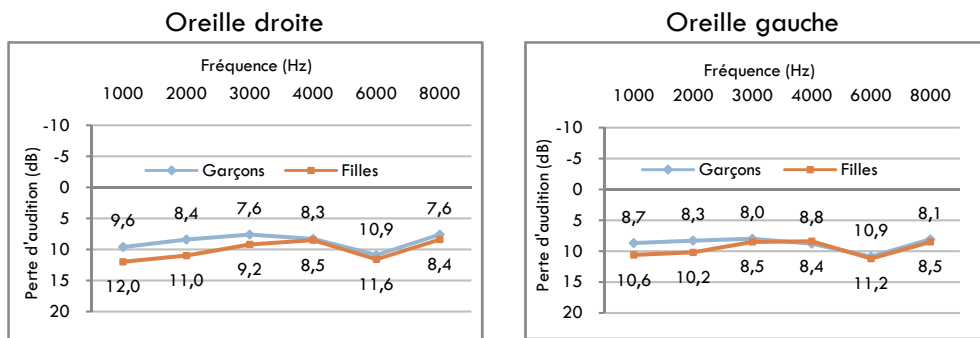 Oreille droite
Fréquence (Hz)
1000 2000 3000 4000 6000 8000
-10
-5
0
5
10
15
20
Perte d'audition (dB)
Garçons Filles
9,6 8,4 7,6 8,3 10,9 7,6
12,0 11,0 9,2 8,5 11,6 8,4
Oreille gauche
Fréquence (Hz)
1000 2000 3000 4000 6000 8000
-10
-5
0
5
10
15
20
Perte d'audition (dB)
Garçons Filles
8,7 8,3 8,0 8,8 10,9 8,1
10,6 10,2 8,5 8,4 11,2 8,5